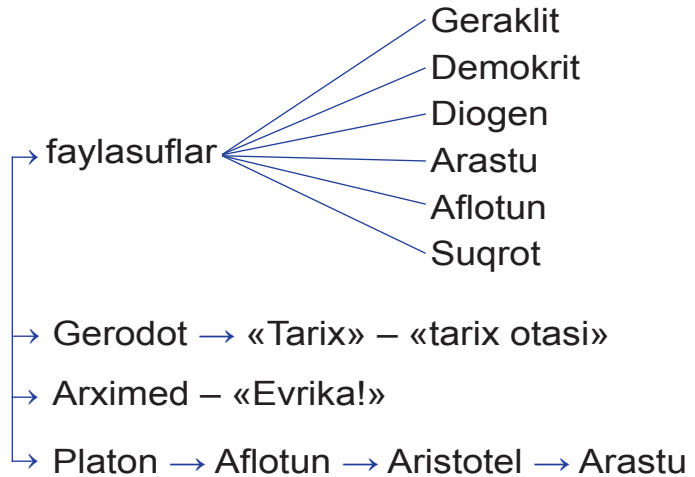 Geraklit
Demokrit
Diogen
faylasuflar
Arastu
Aflotun
Suqrot
Gerodot → «Tarix» – «tarix otasi»
Arximed – «Evrika!»
Platon → Aflotun → Aristotel → Arastu